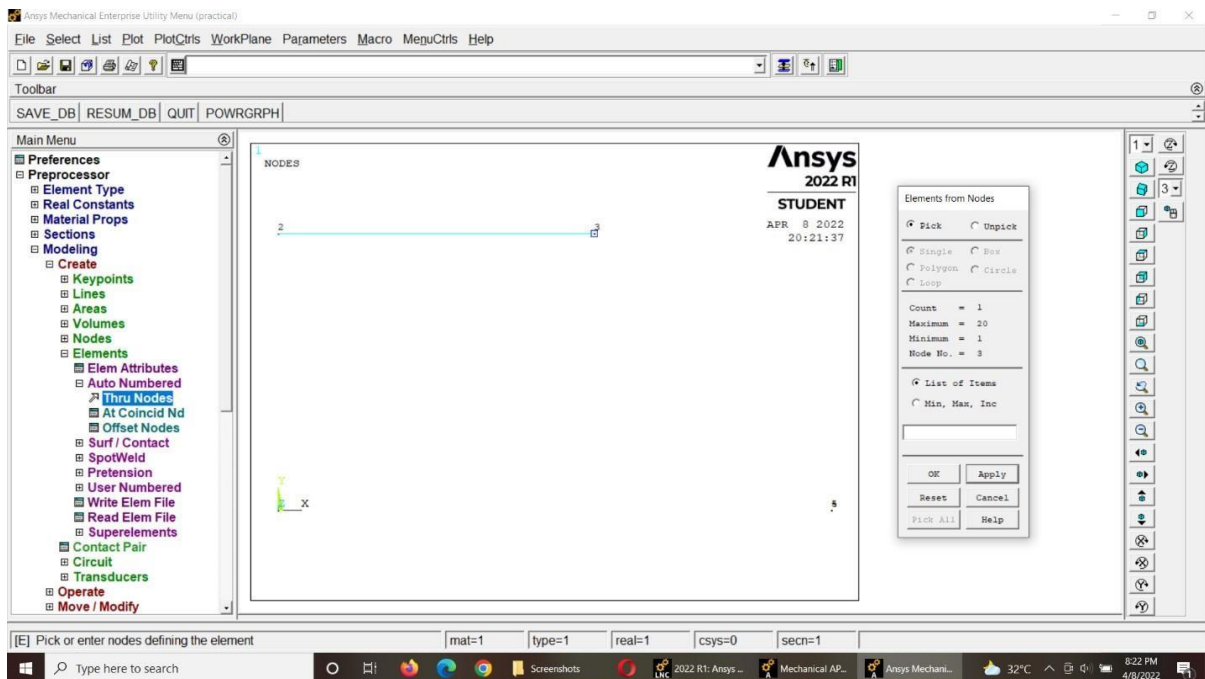 Ansys Mechanical Enterprise Utility Menu (practical)
File Select List Plot PlotCtrls WorkPlane Parameters Macro MenuCtrls Help
Toolbar
SAVE_DB RESUM_DB QUIT POWRGRPH
Main Menu
Preferences
Preprocessor
Element Type
Real Constants
Material Props
Sections
Modeling
Create
Keypoints
Lines
Areas
Volumes
Nodes
Elements
Elem Attributes
Auto Numbered
Thru Nodes
At Coincid Nd
Offset Nodes
Surf / Contact
SpotWeld
Pretension
User Numbered
Write Elem File
Read Elem File
Superelements
Contact Pair
Circuit
Transducers
Operate
Move / Modify
1
NODES
Ansys
2022 R1
STUDENT
APR 8 2022
20:21:37
2
3
Y
X
Elements from Nodes
Pick Unpick
Single Box
Polygon Circle
Loop
Count = 1
Maximum = 20
Minimum = 1
Node No. = 3
List of Items
Min, Max, Inc
OK Apply
Reset Cancel
Pick All Help
1
3
[E] Pick or enter nodes defining the element
mat=1
type=1
real=1
csys=0
secn=1
Type here to search
Screenshots
2022 R1: Ansys ...
Mechanical AP...
Ansys Mechani...
32°C
8:22 PM
4/8/2022